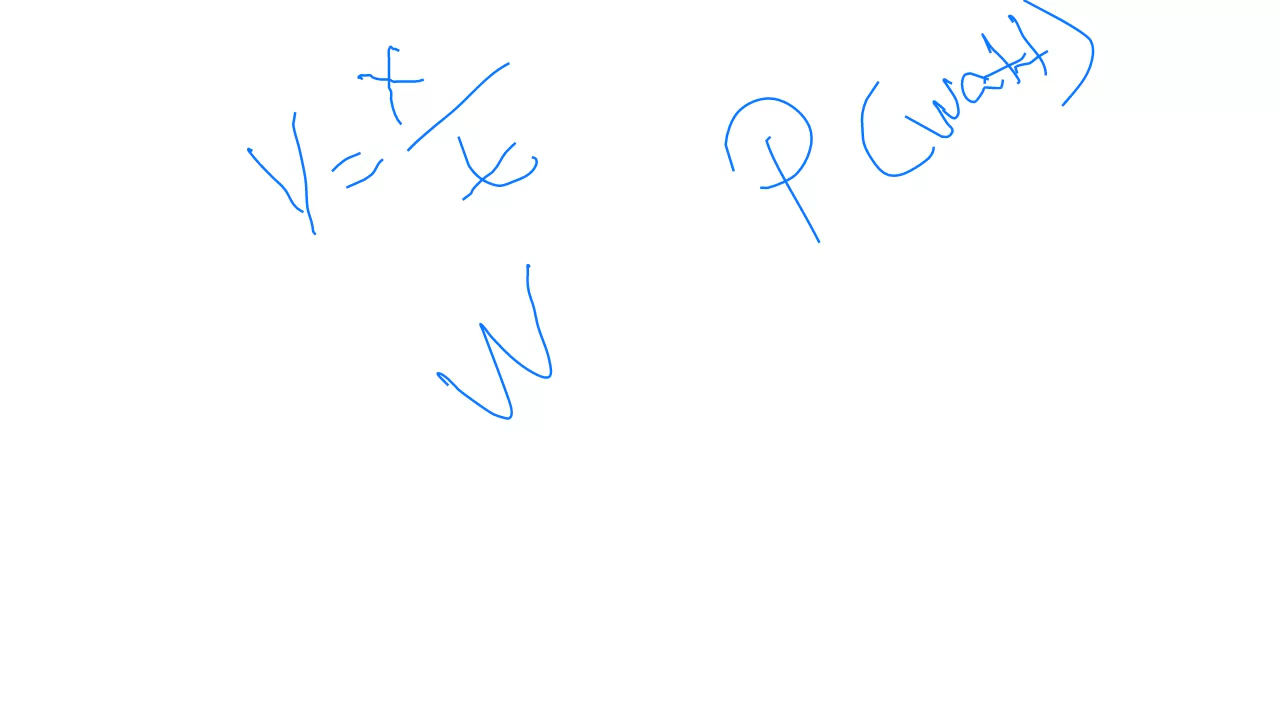 V = f/x
P (watt)
W